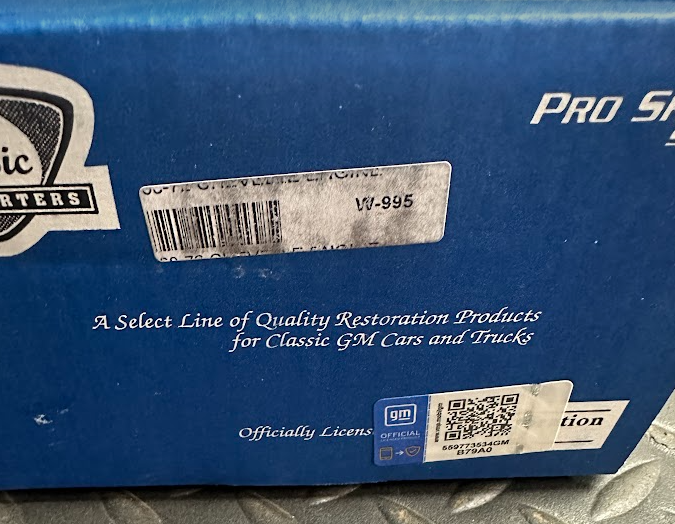 PRO
ic
RTERS
W-995
A Select Line of Quality Restoration Products
for Classic GM Cars and Trucks
Officially Licens
tion
gm
OFFICIAL
559773534GM
B79A0